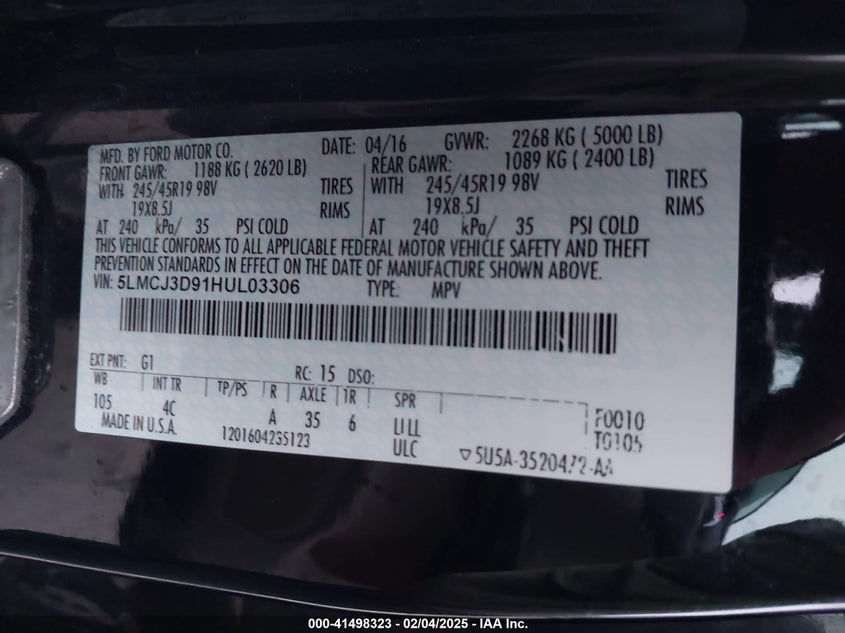 MFD. BY FORD MOTOR CO. DATE: 04/16 GVWR: 2268 KG ( 5000 LB)
FRONT GAWR: 1188 KG ( 2620 LB) REAR GAWR: 1089 KG ( 2400 LB)
WITH 245/45R19 98V TIRES WITH 245/45R19 98V TIRES
19X8.5J RIMS 19X8.5J RIMS
AT 240 kPa/ 35 PSI COLD AT 240 kPa/ 35 PSI COLD
THIS VEHICLE CONFORMS TO ALL APPLICABLE FEDERAL MOTOR VEHICLE SAFETY AND THEFT
PREVENTION STANDARDS IN EFFECT ON THE DATE OF MANUFACTURE SHOWN ABOVE.
VIN: 5LMCJ3D91HUL03306 TYPE: MPV
EXT PNT: G1 RC: 15 DSO:
WB INT TR TP/PS R AXLE TR SPR
105 4C A 35 6 LI LL F0010
MADE IN U.S.A. 1201604235123 ULC 5U5A-3520472-AA T0105
000-41498323 - 02/04/2025 - IAA Inc.